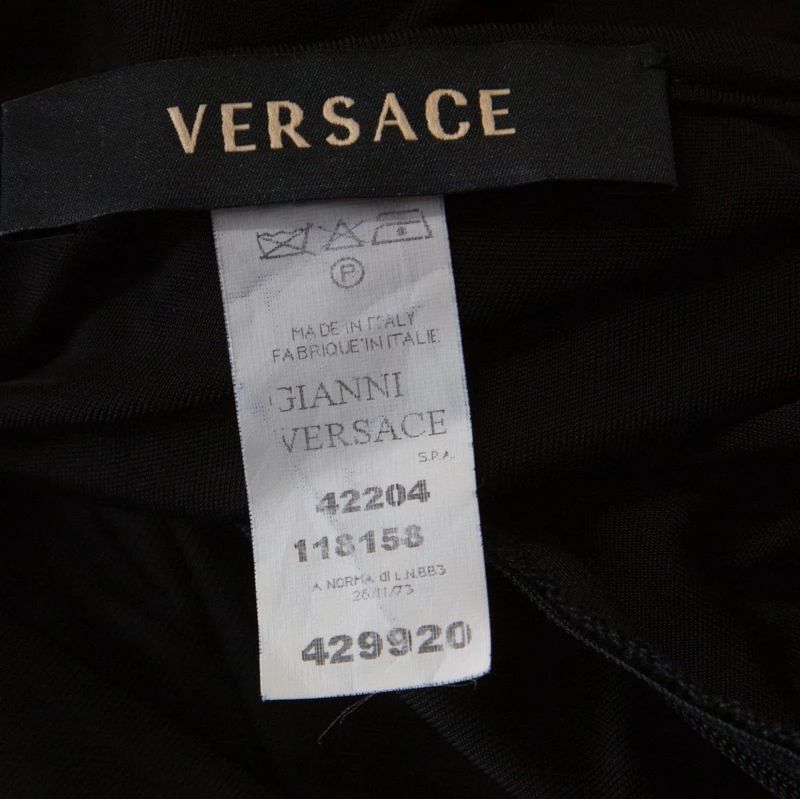 VERSACE
P
MADE IN ITALY
FABRIQUE IN ITALIE
GIANNI
VERSACE
S.P.A.
42204
118158
A NORMA di L.N.883
26/11/73
429920